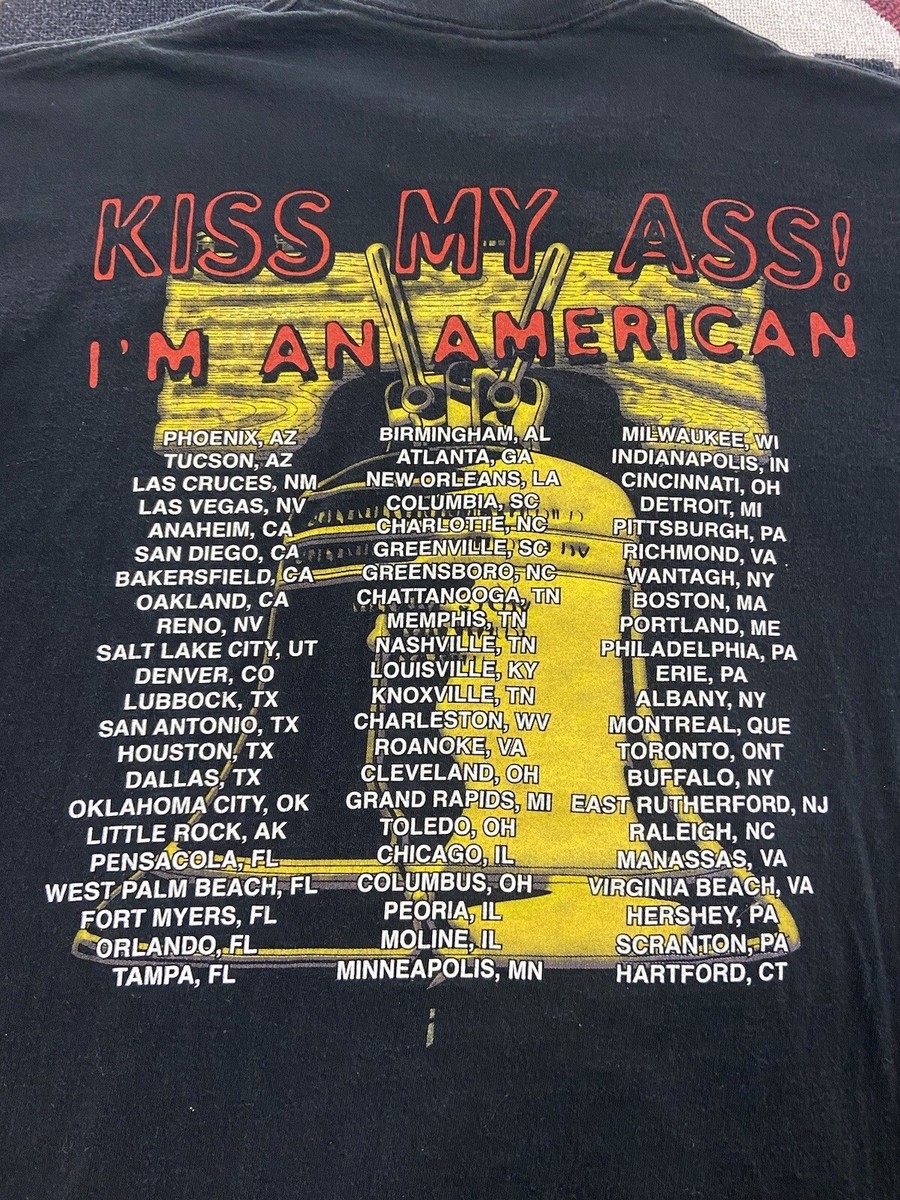 KISS MY ASS!
I'M AN AMERICAN
PHOENIX, AZ
TUCSON, AZ
LAS CRUCES, NM
LAS VEGAS, NV
ANAHEIM, CA
SAN DIEGO, CA
BAKERSFIELD, CA
OAKLAND, CA
RENO, NV
SALT LAKE CITY, UT
DENVER, CO
LUBBOCK, TX
SAN ANTONIO, TX
HOUSTON, TX
DALLAS, TX
OKLAHOMA CITY, OK
LITTLE ROCK, AK
PENSACOLA, FL
WEST PALM BEACH, FL
FORT MYERS, FL
ORLANDO, FL
TAMPA, FL
BIRMINGHAM, AL
ATLANTA, GA
NEW ORLEANS, LA
COLUMBIA, SC
CHARLOTTE, NC
GREENVILLE, SC
GREENSBORO, NC
CHATTANOOGA, TN
MEMPHIS, TN
NASHVILLE, TN
LOUISVILLE, KY
KNOXVILLE, TN
CHARLESTON, WV
ROANOKE, VA
CLEVELAND, OH
GRAND RAPIDS, MI
TOLEDO, OH
CHICAGO, IL
COLUMBUS, OH
PEORIA, IL
MOLINE, IL
MINNEAPOLIS, MN
MILWAUKEE, WI
INDIANAPOLIS, IN
CINCINNATI, OH
DETROIT, MI
PITTSBURGH, PA
RICHMOND, VA
WANTAGH, NY
BOSTON, MA
PORTLAND, ME
PHILADELPHIA, PA
ERIE, PA
ALBANY, NY
MONTREAL, QUE
TORONTO, ONT
BUFFALO, NY
EAST RUTHERFORD, NJ
RALEIGH, NC
MANASSAS, VA
VIRGINIA BEACH, VA
HERSHEY, PA
SCRANTON, PA
HARTFORD, CT